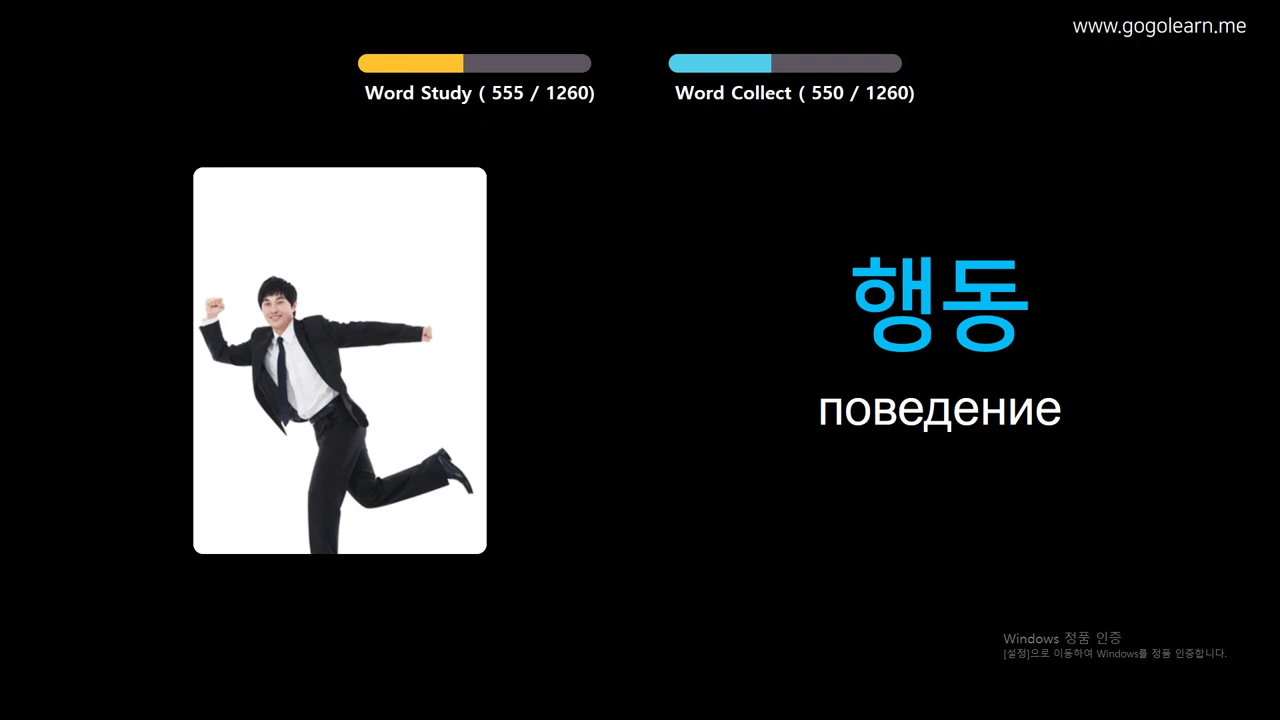 www.gogolearn.me
Word Study ( 555 / 1260)
Word Collect ( 550 / 1260)
행동
поведение
Windows 정품 인증
[설정]으로 이동하여 Windows를 정품 인증합니다.